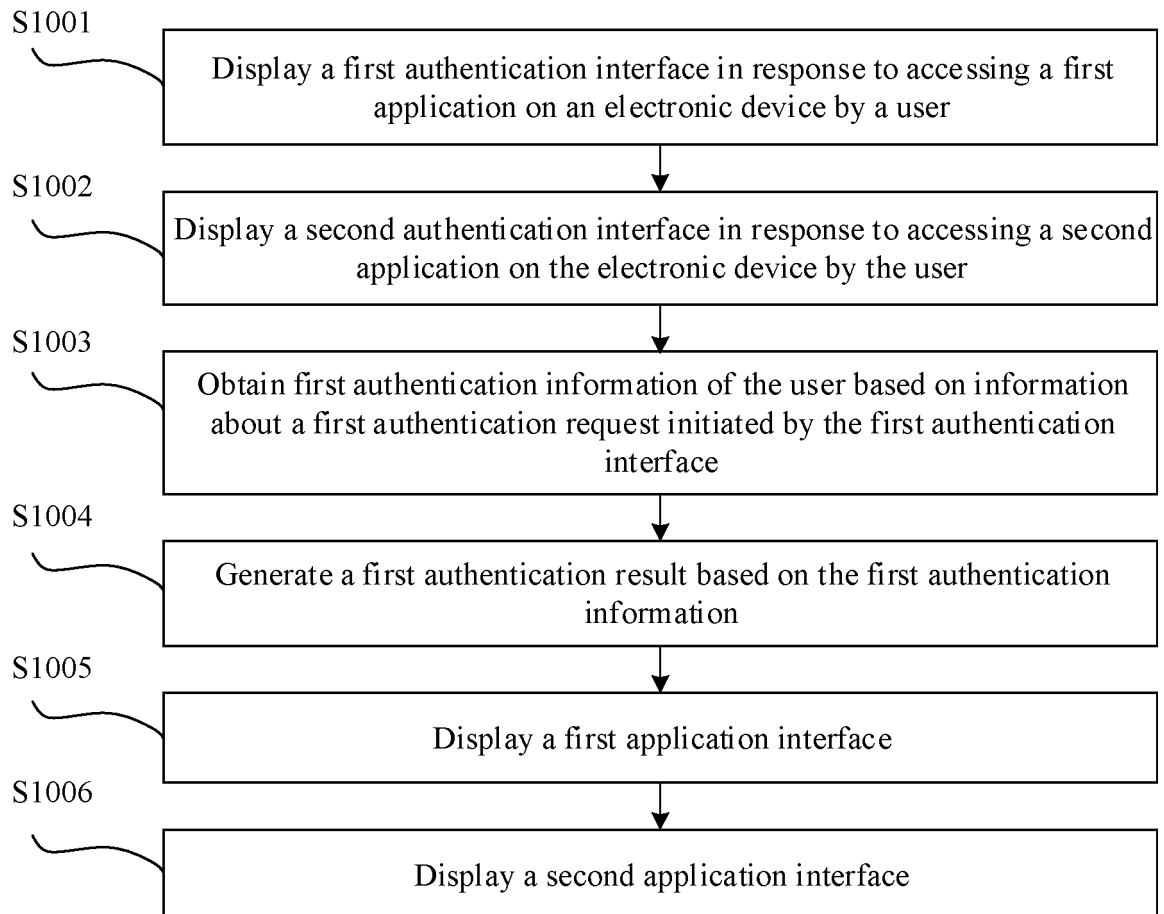 S1001
Display a first authentication interface in response to accessing a first
application on an electronic device by a user
S1002
Display a second authentication interface in response to accessing a second
application on the electronic device by the user
S1003
Obtain first authentication information of the user based on information
about a first authentication request initiated by the first authentication
interface
S1004
Generate a first authentication result based on the first authentication
information
S1005
Display a first application interface
S1006
Display a second application interface